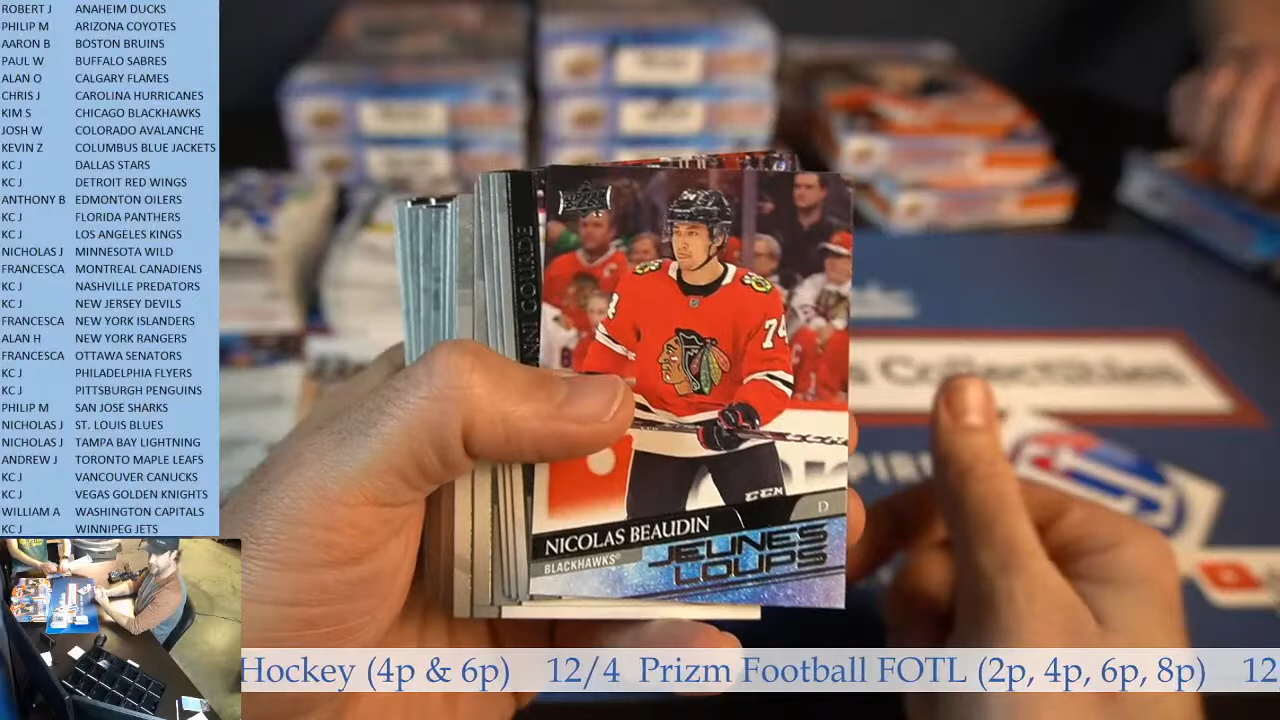 ROBERT J ANAHEIM DUCKS
PHILIP M ARIZONA COYOTES
AARON B BOSTON BRUINS
PAUL W BUFFALO SABRES
ALAN O CALGARY FLAMES
CHRIS J CAROLINA HURRICANES
KIM S CHICAGO BLACKHAWKS
JOSH W COLORADO AVALANCHE
KEVIN Z COLUMBUS BLUE JACKETS
KC J DALLAS STARS
KC J DETROIT RED WINGS
ANTHONY B EDMONTON OILERS
KC J FLORIDA PANTHERS
KC J LOS ANGELES KINGS
NICHOLAS J MINNESOTA WILD
FRANCESCA MONTREAL CANADIENS
KC J NASHVILLE PREDATORS
KC J NEW JERSEY DEVILS
FRANCESCA NEW YORK ISLANDERS
ALAN H NEW YORK RANGERS
FRANCESCA OTTAWA SENATORS
KC J PHILADELPHIA FLYERS
KC J PITTSBURGH PENGUINS
PHILIP M SAN JOSE SHARKS
NICHOLAS J ST. LOUIS BLUES
NICHOLAS J TAMPA BAY LIGHTNING
ANDREW J TORONTO MAPLE LEAFS
KC J VANCOUVER CANUCKS
KC J VEGAS GOLDEN KNIGHTS
WILLIAM A WASHINGTON CAPITALS
KC J WINNIPEG JETS
GOURDE
74
CCM
D
NICOLAS BEAUDIN
BLACKHAWKS
JEUNES
LOUPS
Hockey (4p & 6p) 12/4 Prizm Football FOTL (2p, 4p, 6p, 8p) 12